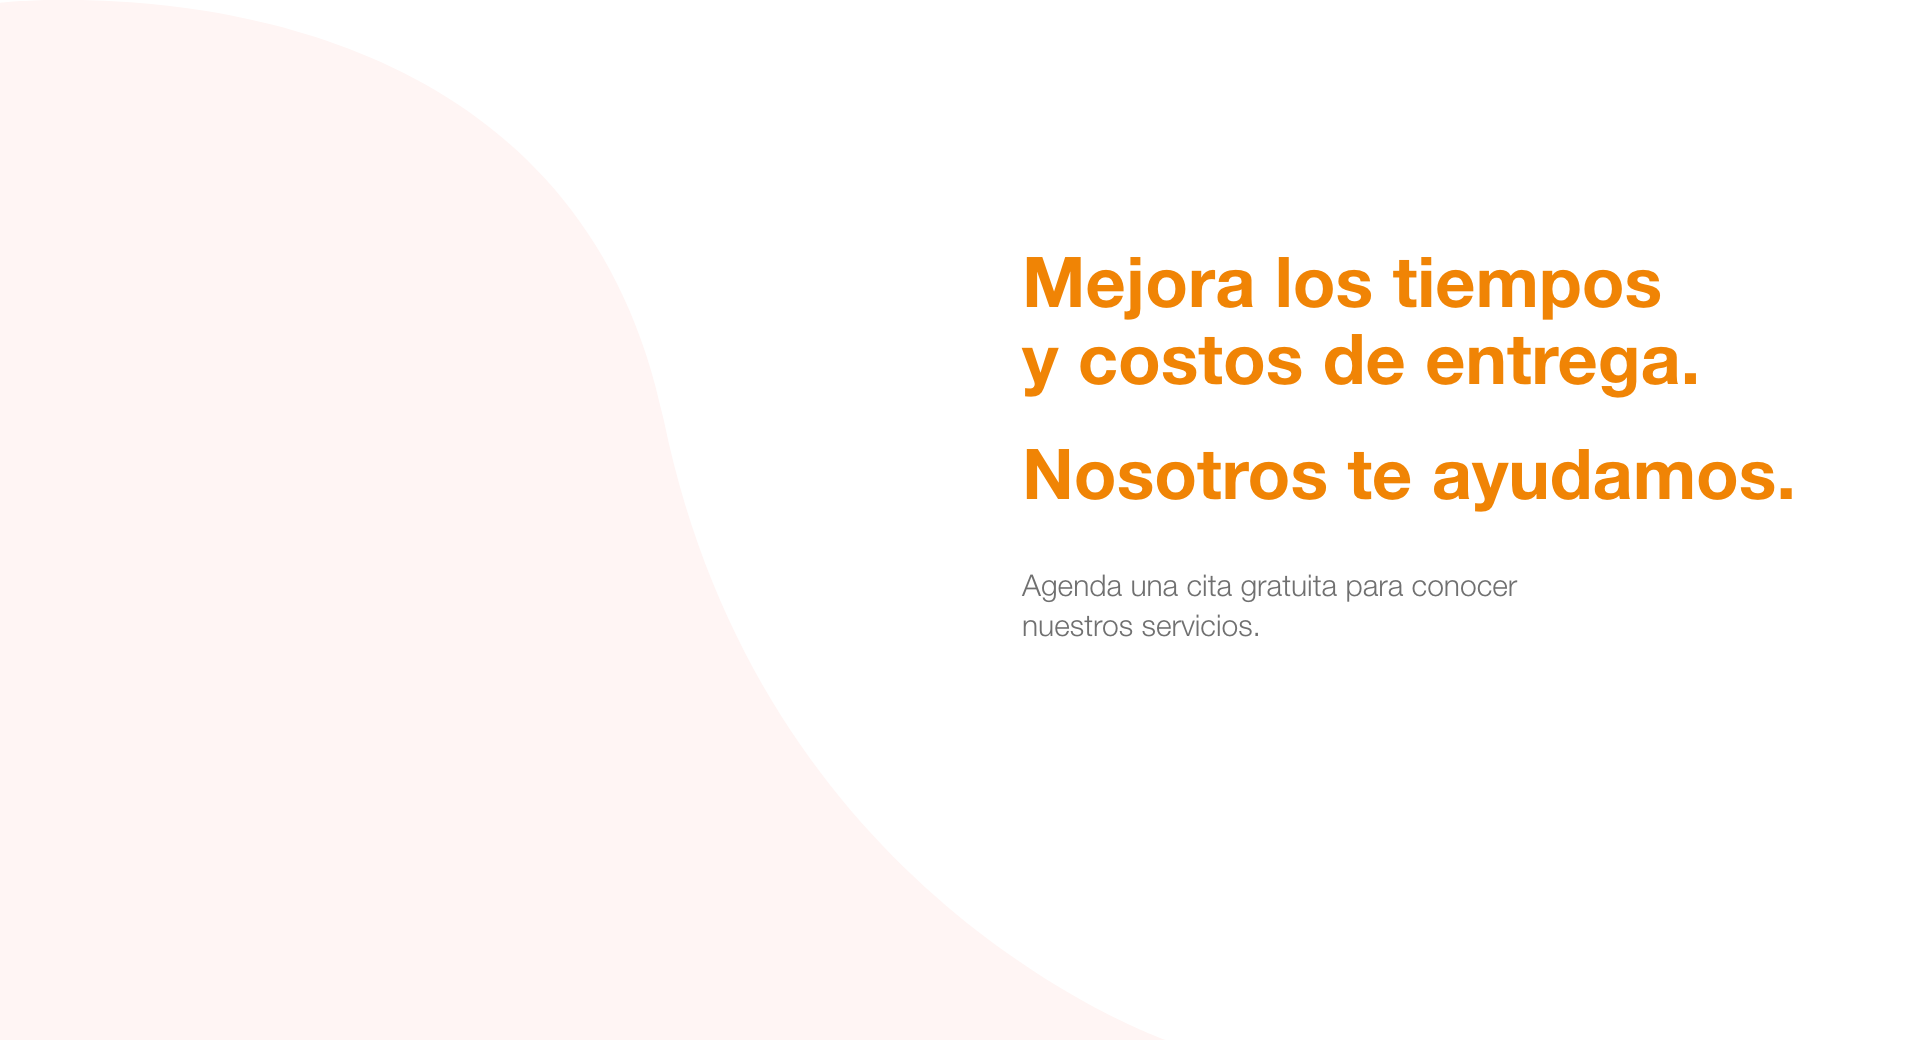 Mejora los tiempos
y costos de entrega.
Nosotros te ayudamos.
Agenda una cita gratuita para conocer
nuestros servicios.